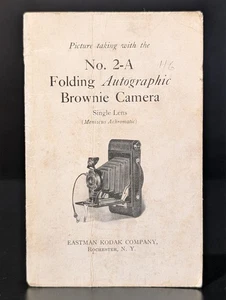 Picture taking with the
No. 2-A
Folding Autographic
Brownie Camera
Single Lens
(Meniscus Achromatic)
EASTMAN KODAK COMPANY,
Rochester, N. Y.